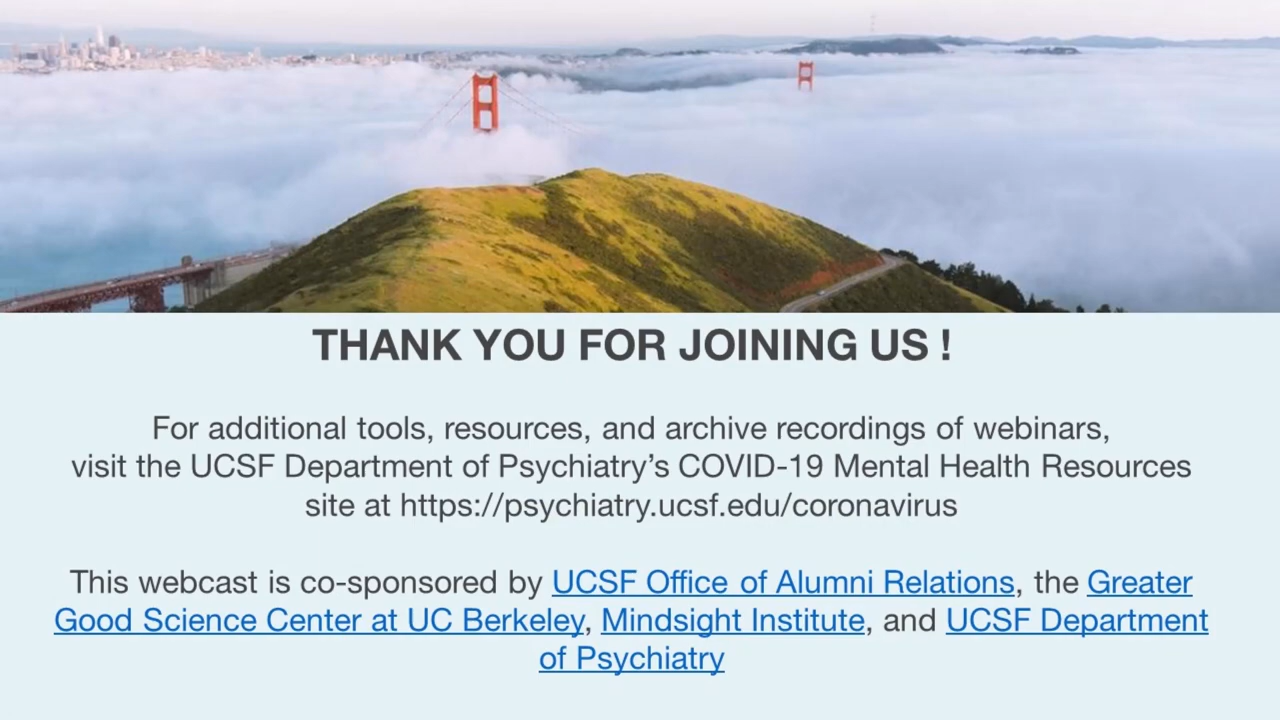 THANK YOU FOR JOINING US !
For additional tools, resources, and archive recordings of webinars,
visit the UCSF Department of Psychiatry’s COVID-19 Mental Health Resources
site at https://psychiatry.ucsf.edu/coronavirus
This webcast is co-sponsored by UCSF Office of Alumni Relations, the Greater
Good Science Center at UC Berkeley, Mindsight Institute, and UCSF Department
of Psychiatry